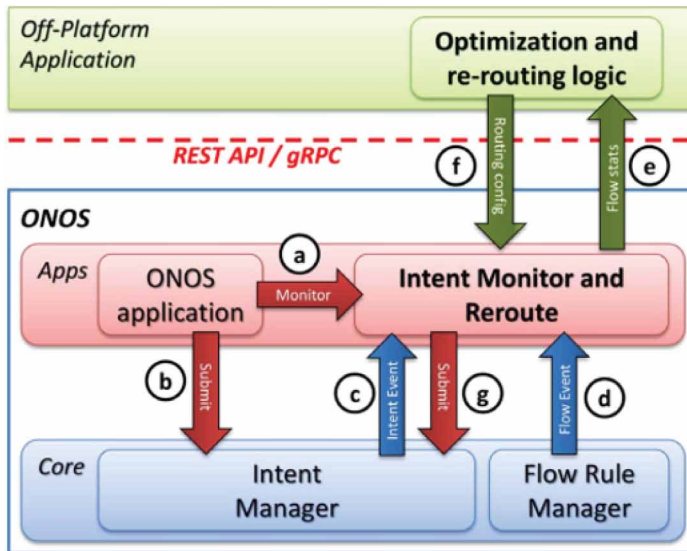 Off-Platform
Application
Optimization and
re-routing logic
REST API / gRPC
f
Routing config
Flow stats
e
ONOS
Apps
ONOS
application
a
Monitor
Intent Monitor and
Reroute
b
Submit
c
Intent Event
Submit
g
Flow Event
d
Core
Intent
Manager
Flow Rule
Manager